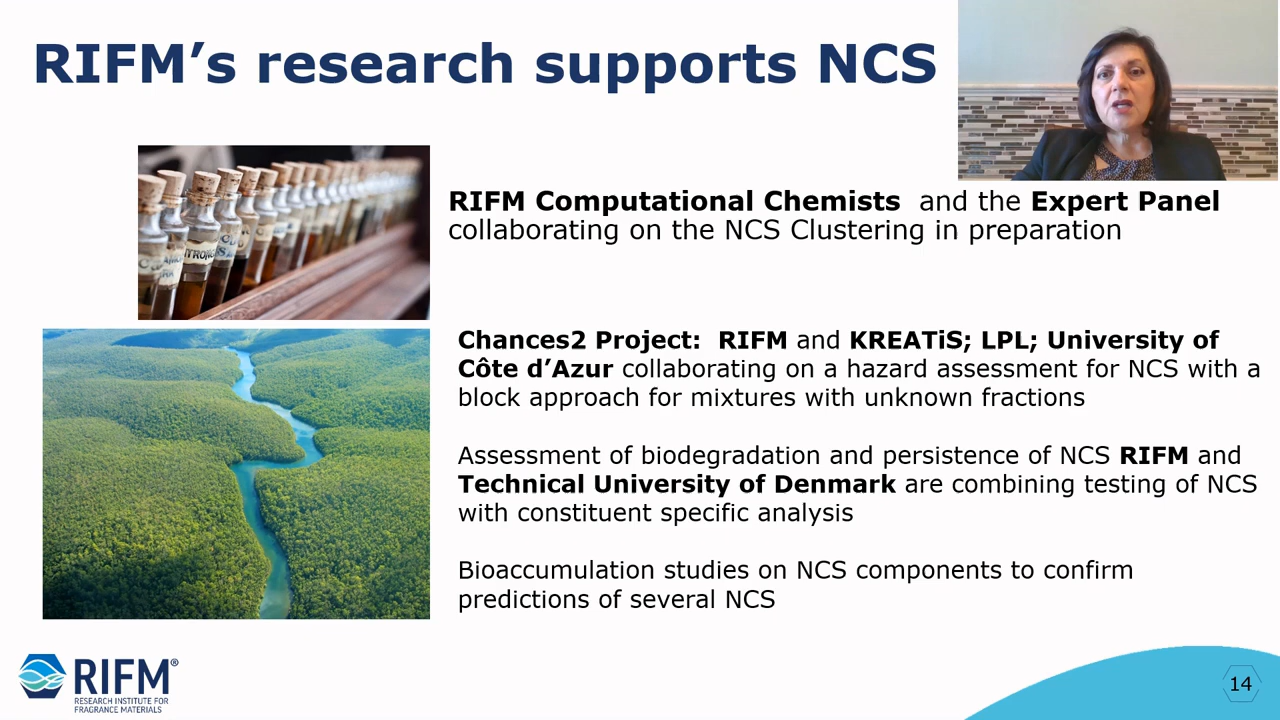 RIFM’s research supports NCS
RIFM Computational Chemists and the Expert Panel
collaborating on the NCS Clustering in preparation
Chances2 Project: RIFM and KREATiS; LPL; University of
Côte d’Azur collaborating on a hazard assessment for NCS with a
block approach for mixtures with unknown fractions
Assessment of biodegradation and persistence of NCS RIFM and
Technical University of Denmark are combining testing of NCS
with constituent specific analysis
Bioaccumulation studies on NCS components to confirm
predictions of several NCS
RIFM®
RESEARCH INSTITUTE FOR
FRAGRANCE MATERIALS
14